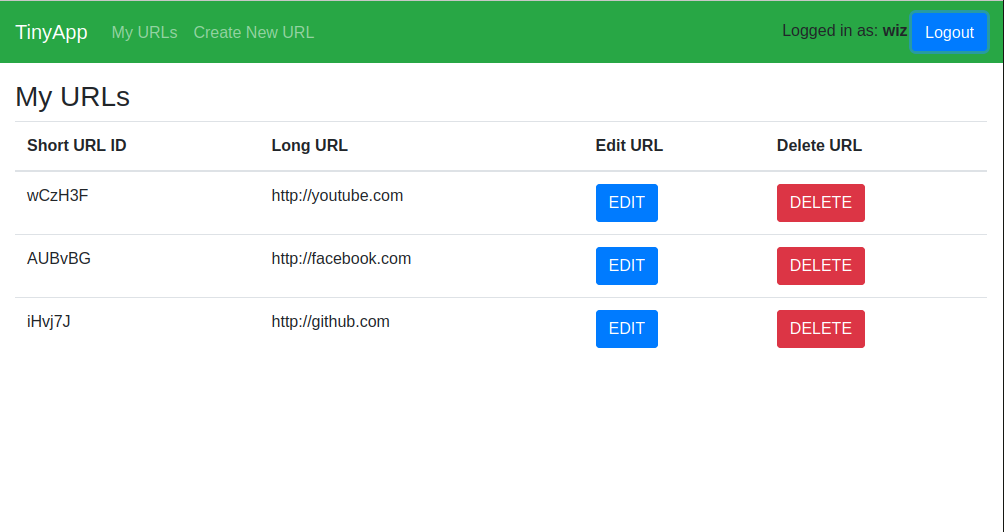 TinyApp My URLs Create New URL Logged in as: wiz Logout
My URLs
Short URL ID Long URL Edit URL Delete URL
wCzH3F http://youtube.com EDIT DELETE
AUBvBG http://facebook.com EDIT DELETE
iHvj7J http://github.com EDIT DELETE